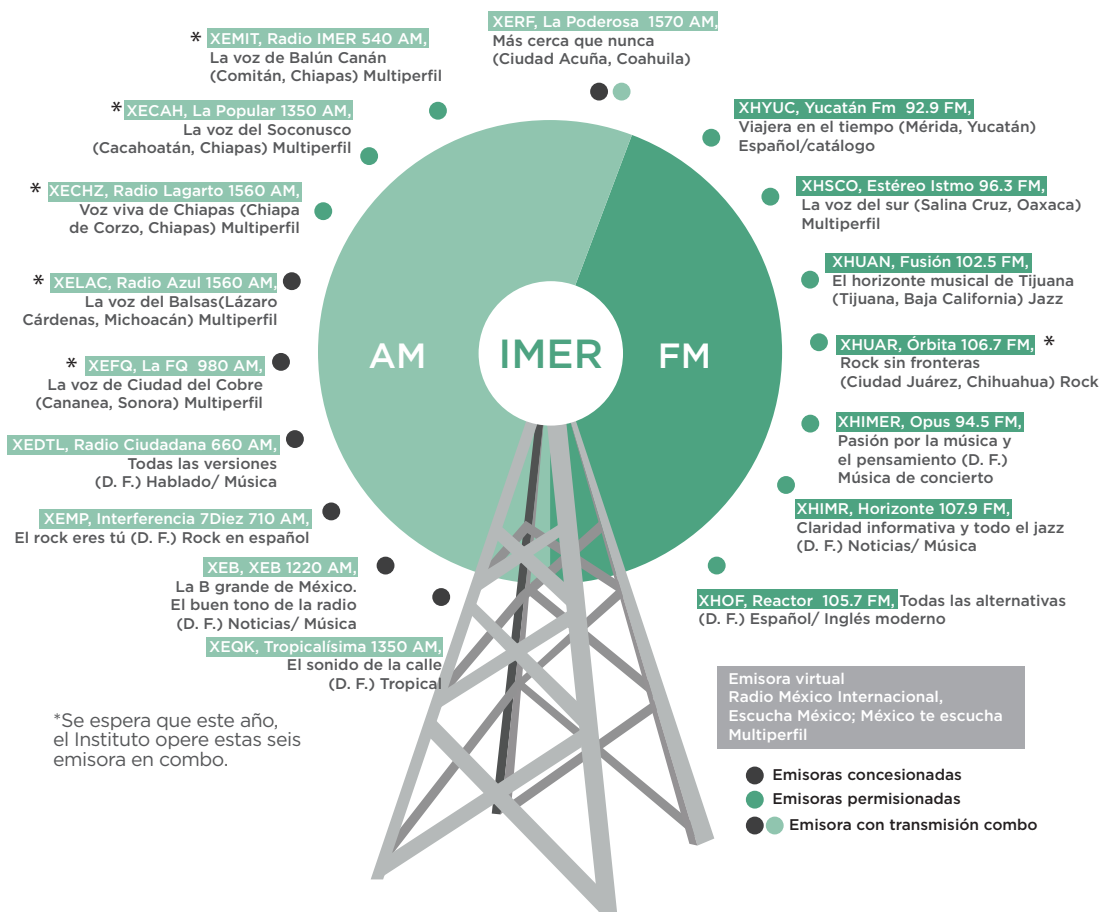 XERF, La Poderosa  1570 AM,
Más cerca que nunca
(Ciudad Acuña, Coahuila)
* XEMIT, Radio IMER 540 AM,
La voz de Balún Canán
(Comitán, Chiapas) Multiperfil
* XECAH, La Popular 1350 AM,
La voz del Soconusco
(Cacahoatán, Chiapas) Multiperfil
* XECHZ, Radio Lagarto 1560 AM,
Voz viva de Chiapas (Chiapa
de Corzo, Chiapas) Multiperfil
* XELAC, Radio Azul 1560 AM,
La voz del Balsas(Lázaro
Cárdenas, Michoacán) Multiperfil
* XEFQ, La FQ  980 AM,
La voz de Ciudad del Cobre
(Cananea, Sonora) Multiperfil
XEDTL, Radio Ciudadana 660 AM,
Todas las versiones
(D. F.) Hablado/ Música
XEMP, Interferencia 7Diez 710 AM,
El rock eres tú (D. F.) Rock en español
XEB, XEB 1220 AM,
La B grande de México.
El buen tono de la radio
(D. F.) Noticias/ Música
XEQK, Tropicalísima 1350 AM,
El sonido de la calle
(D. F.) Tropical
AM
IMER
FM
XHYUC, Yucatán Fm  92.9 FM,
Viajera en el tiempo (Mérida, Yucatán)
Español/catálogo
XHSCO, Estéreo Istmo 96.3 FM,
La voz del sur (Salina Cruz, Oaxaca)
Multiperfil
XHUAN, Fusión 102.5 FM,
El horizonte musical de Tijuana
(Tijuana, Baja California) Jazz
XHUAR, Órbita 106.7 FM, *
Rock sin fronteras
(Ciudad Juárez, Chihuahua) Rock
XHIMER, Opus 94.5 FM,
Pasión por la música y
el pensamiento (D. F.)
Música de concierto
XHIMR, Horizonte 107.9 FM,
Claridad informativa y todo el jazz
(D. F.) Noticias/ Música
XHOF, Reactor  105.7 FM, Todas las alternativas
(D. F.) Español/ Inglés moderno
Emisora virtual
Radio México Internacional,
Escucha México; México te escucha
Multiperfil
*Se espera que este año,
el Instituto opere estas seis
emisora en combo.
Emisoras concesionadas
Emisoras permisionadas
Emisora con transmisión combo